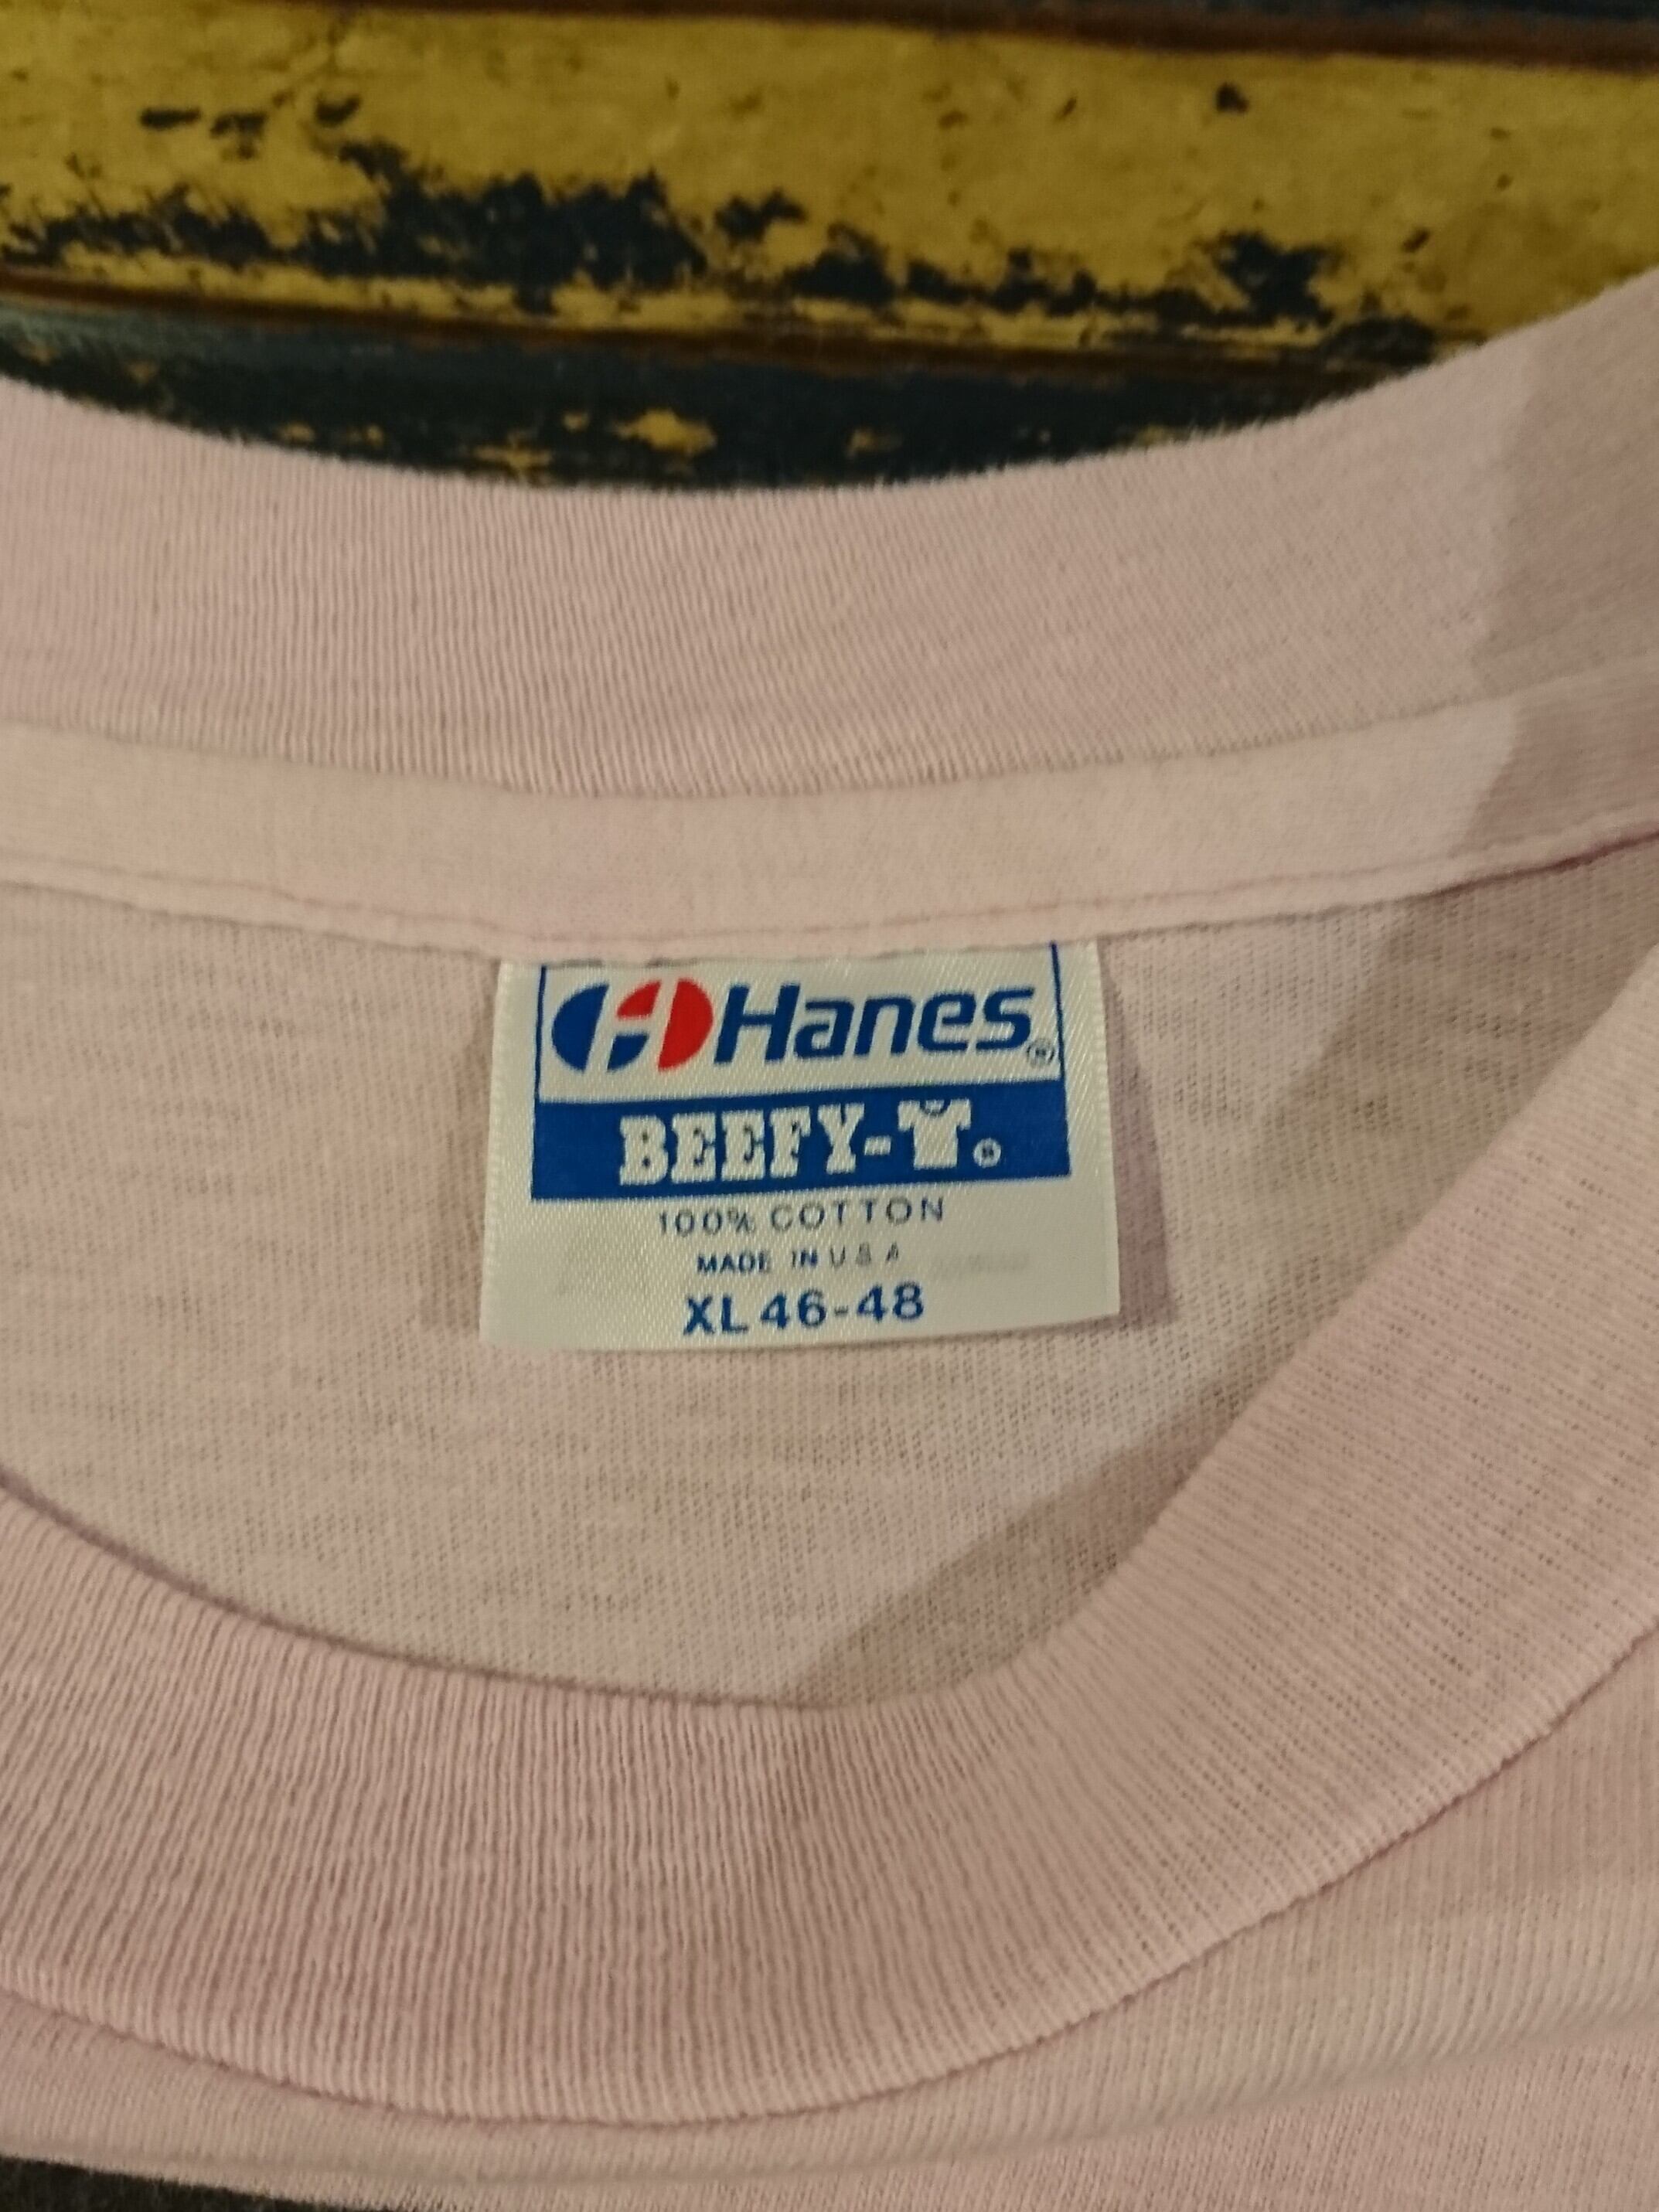 Hanes®
BEEFY-T®
100% COTTON
MADE IN U S A
XL 46-48